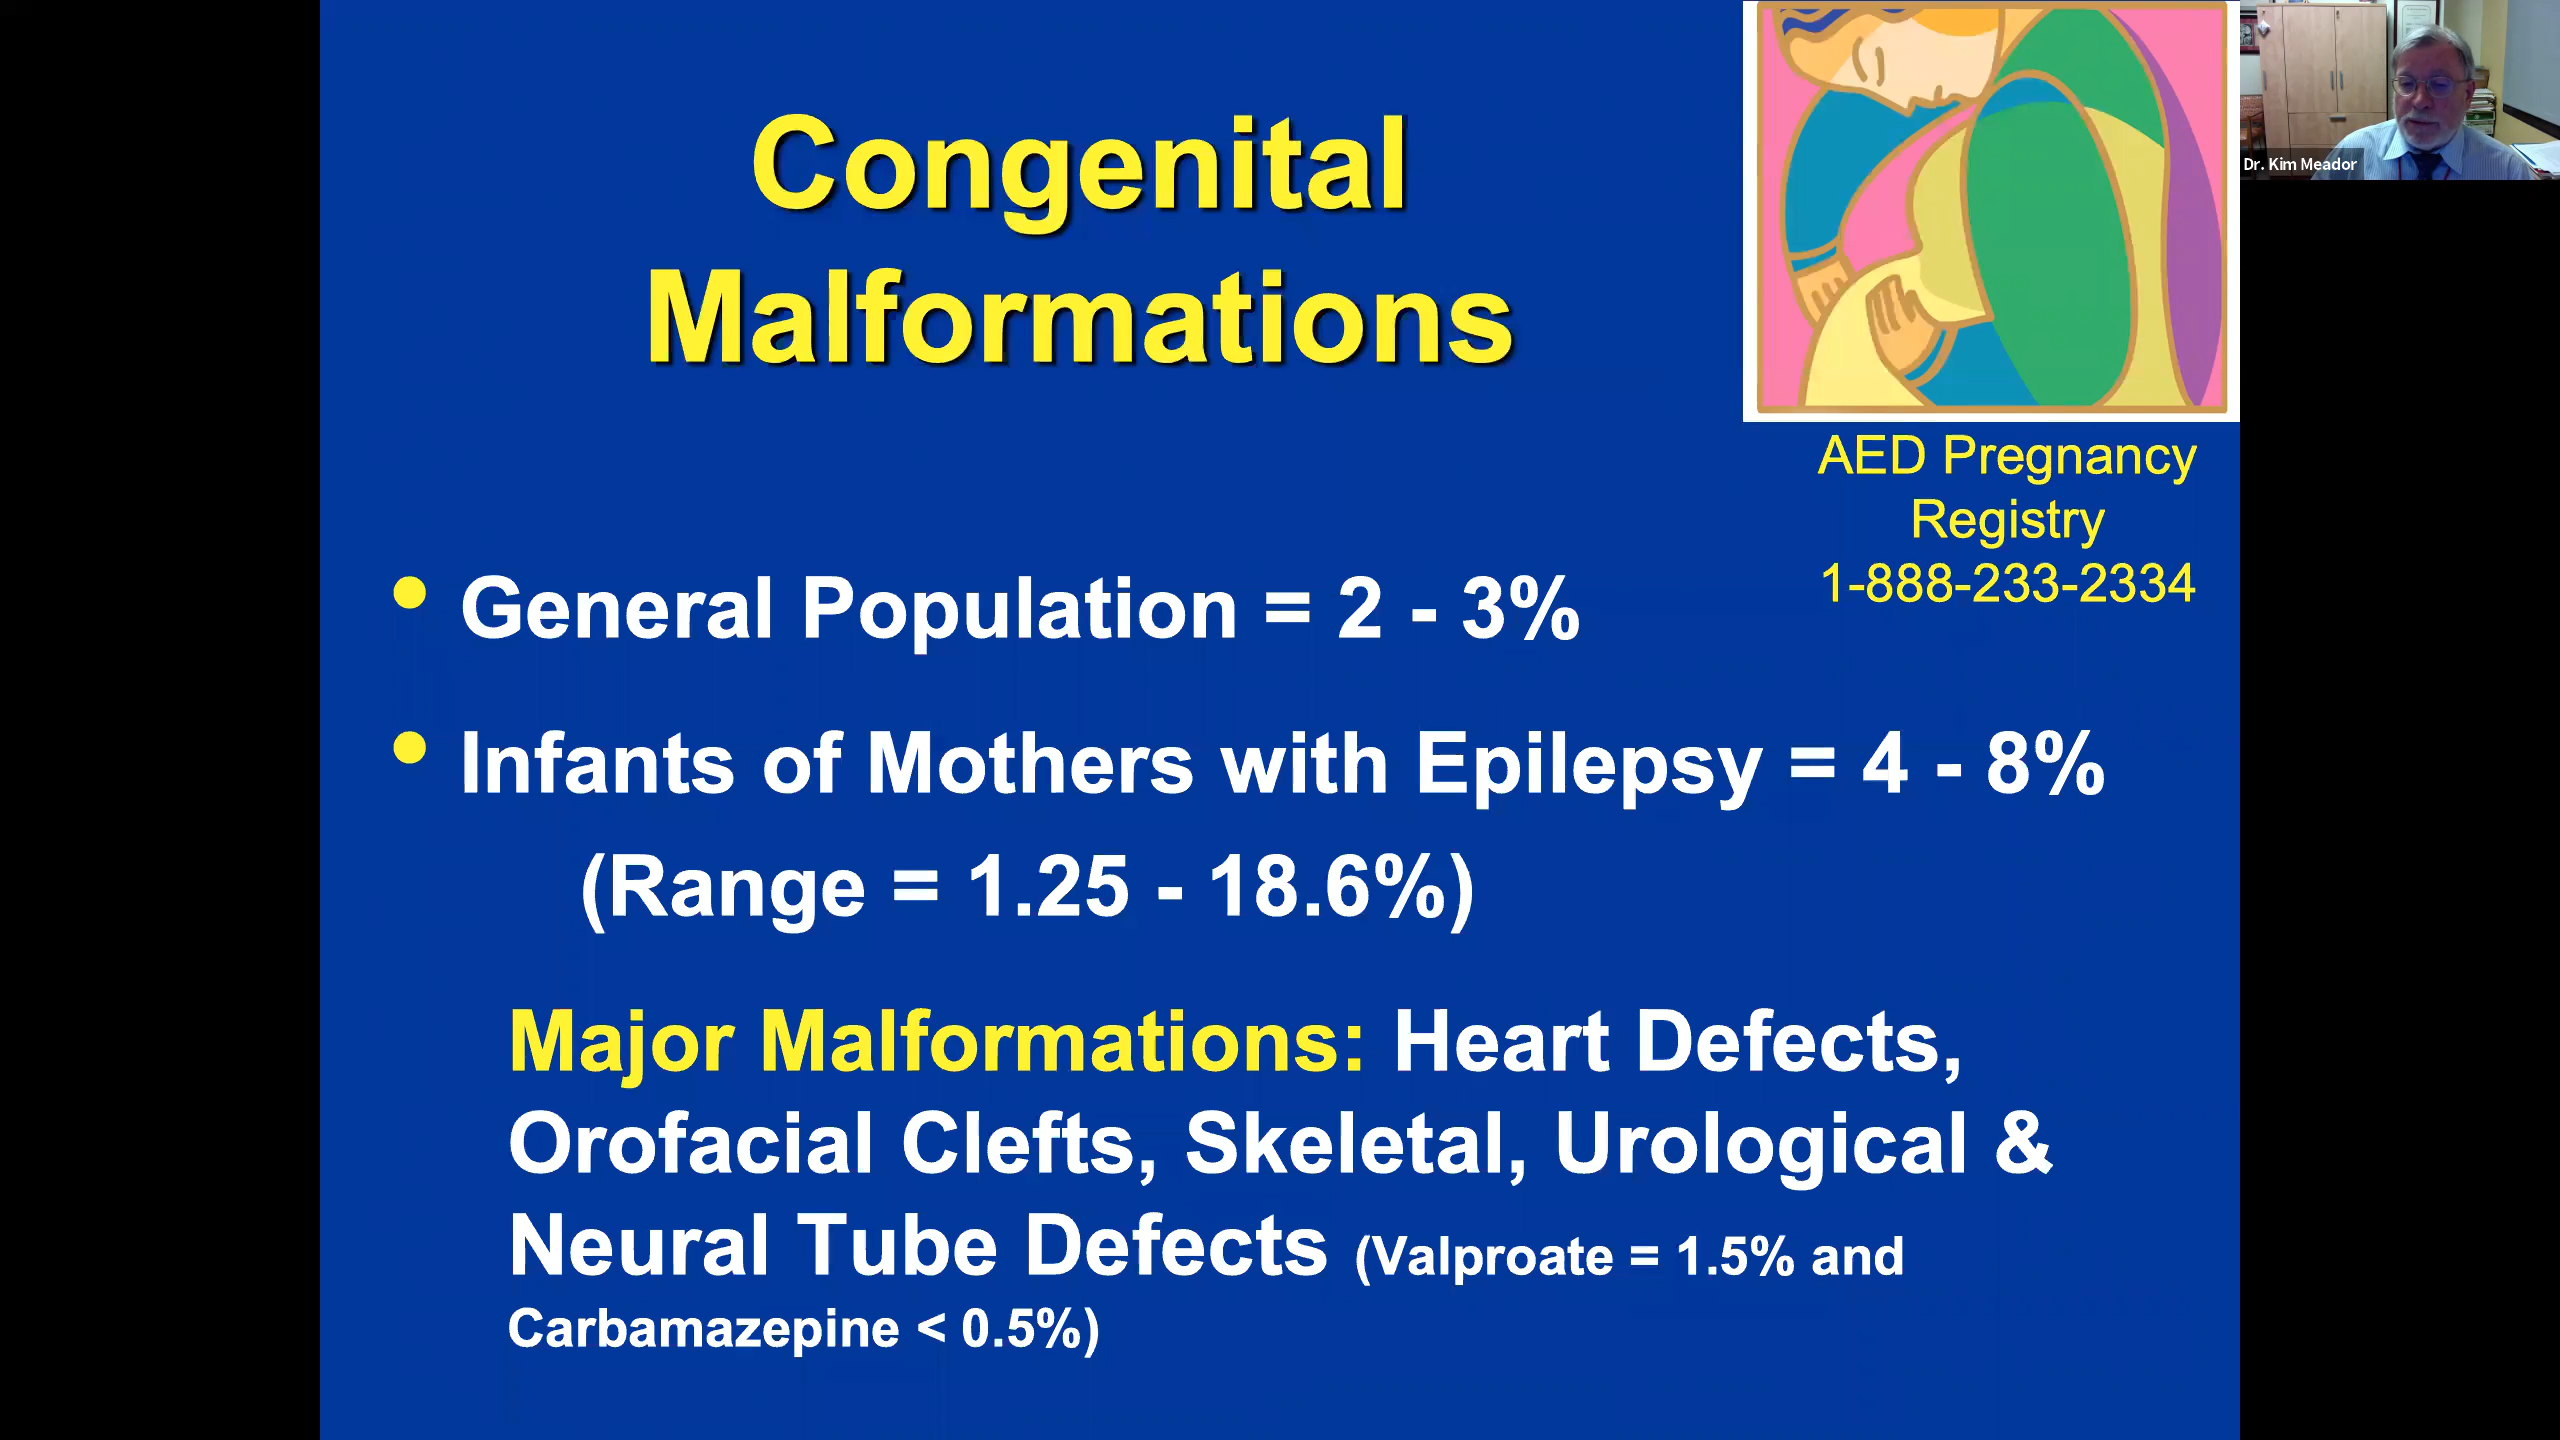 Congenital
Malformations
Dr. Kim Meador
AED Pregnancy
Registry
1-888-233-2334
• General Population = 2 - 3%
• Infants of Mothers with Epilepsy = 4 - 8%
(Range = 1.25 - 18.6%)
Major Malformations: Heart Defects,
Orofacial Clefts, Skeletal, Urological &
Neural Tube Defects (Valproate = 1.5% and
Carbamazepine < 0.5%)